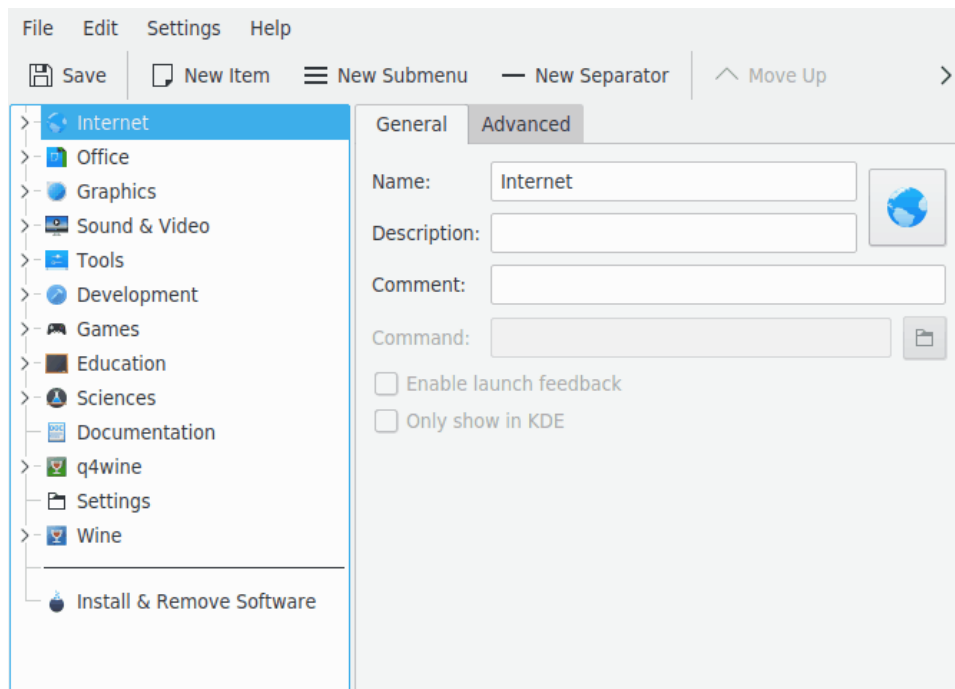 File Edit Settings Help
Save New Item New Submenu New Separator Move Up
Internet
Office
Graphics
Sound & Video
Tools
Development
Games
Education
Sciences
Documentation
q4wine
Settings
Wine
Install & Remove Software
General Advanced
Name: Internet
Description:
Comment:
Command:
Enable launch feedback
Only show in KDE